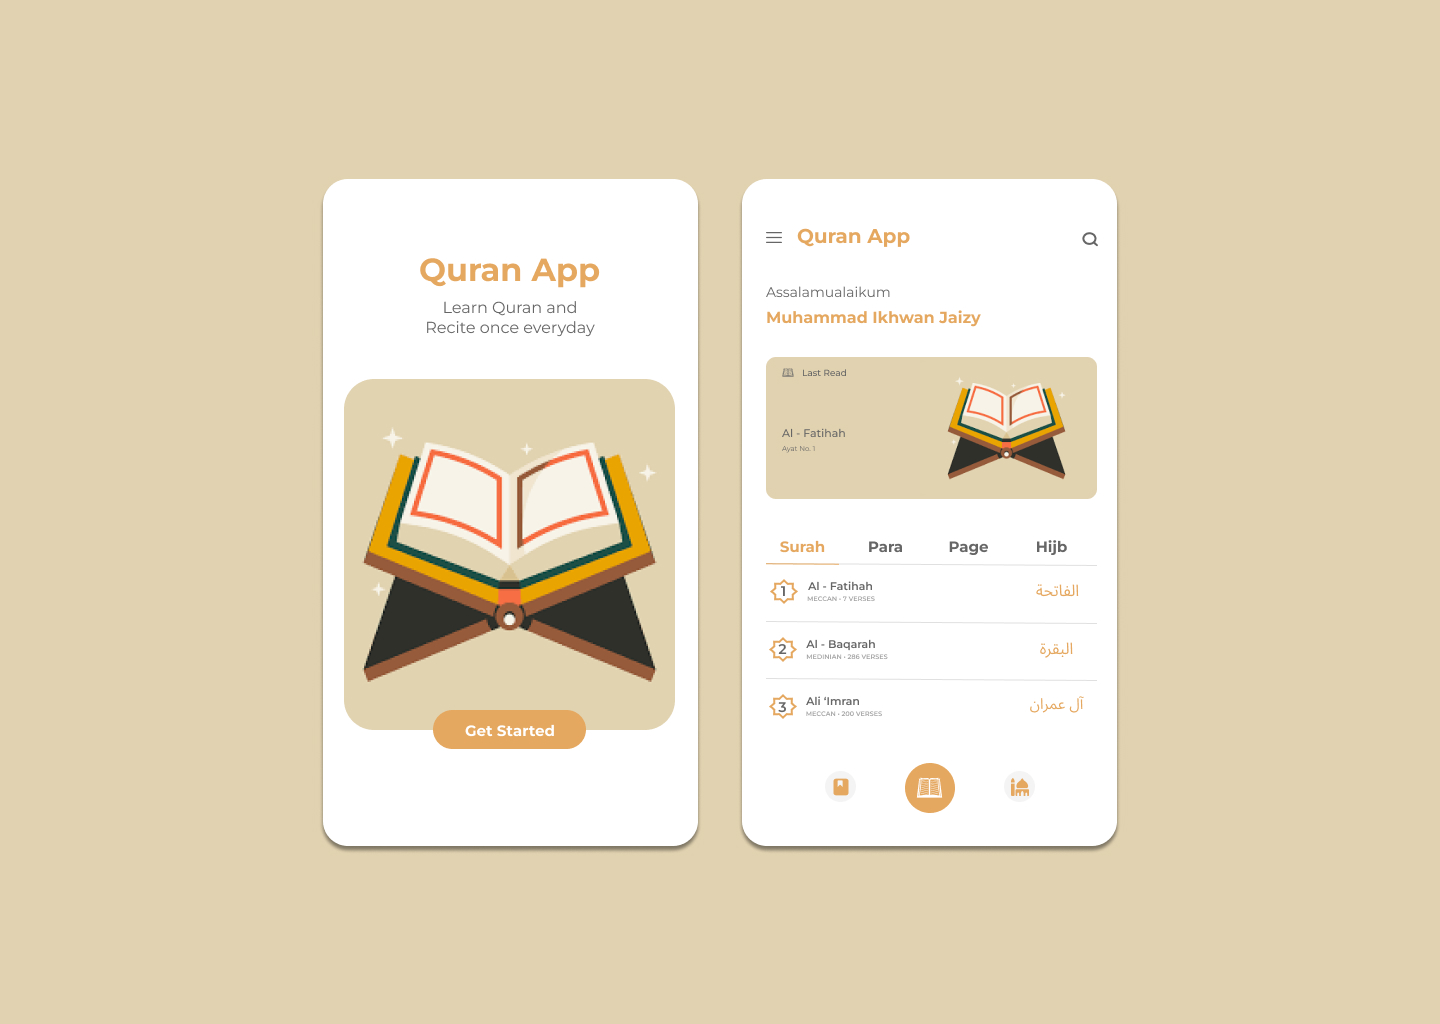 Quran App
Learn Quran and
Recite once everyday
Get Started
Quran App
Assalamualaikum
Muhammad Ikhwan Jaizy
Last Read
Al - Fatihah
Ayat No. 1
Surah Para Page Hijb
1 Al - Fatihah الفاتحة
MECCAN • 7 VERSES
2 Al - Baqarah البقرة
MEDINIAN • 286 VERSES
3 Ali ‘Imran آل عمران
MECCAN • 200 VERSES